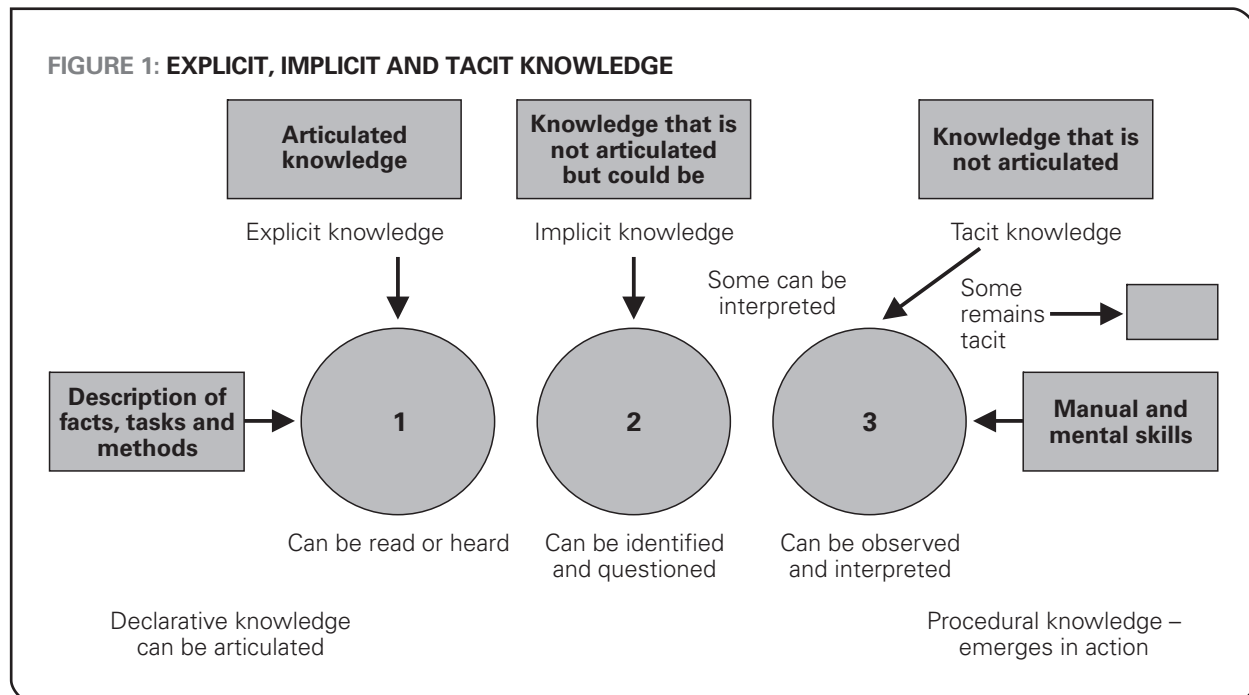 FIGURE 1: EXPLICIT, IMPLICIT AND TACIT KNOWLEDGE
Articulated
knowledge
Knowledge that is
not articulated
but could be
Knowledge that is
not articulated
Explicit knowledge
Implicit knowledge
Tacit knowledge
Some can be
interpreted
Some
remains
tacit
Description of
facts, tasks and
methods
1
2
3
Manual and
mental skills
Can be read or heard
Can be identified
and questioned
Can be observed
and interpreted
Declarative knowledge
can be articulated
Procedural knowledge –
emerges in action